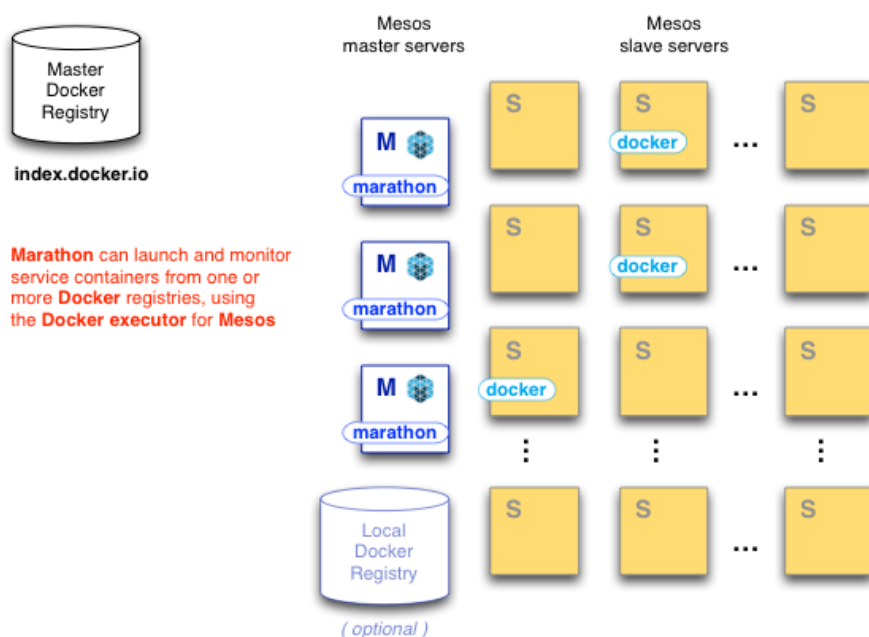 Mesos
master servers
Mesos
slave servers
Master
Docker
Registry
index.docker.io
Marathon can launch and monitor
service containers from one or
more Docker registries, using
the Docker executor for Mesos
M
marathon
M
marathon
M
marathon
S
S
docker
...
S
S
S
docker
...
S
S
docker
S
...
S
...
...
...
S
S
...
S
Local
Docker
Registry
( optional )